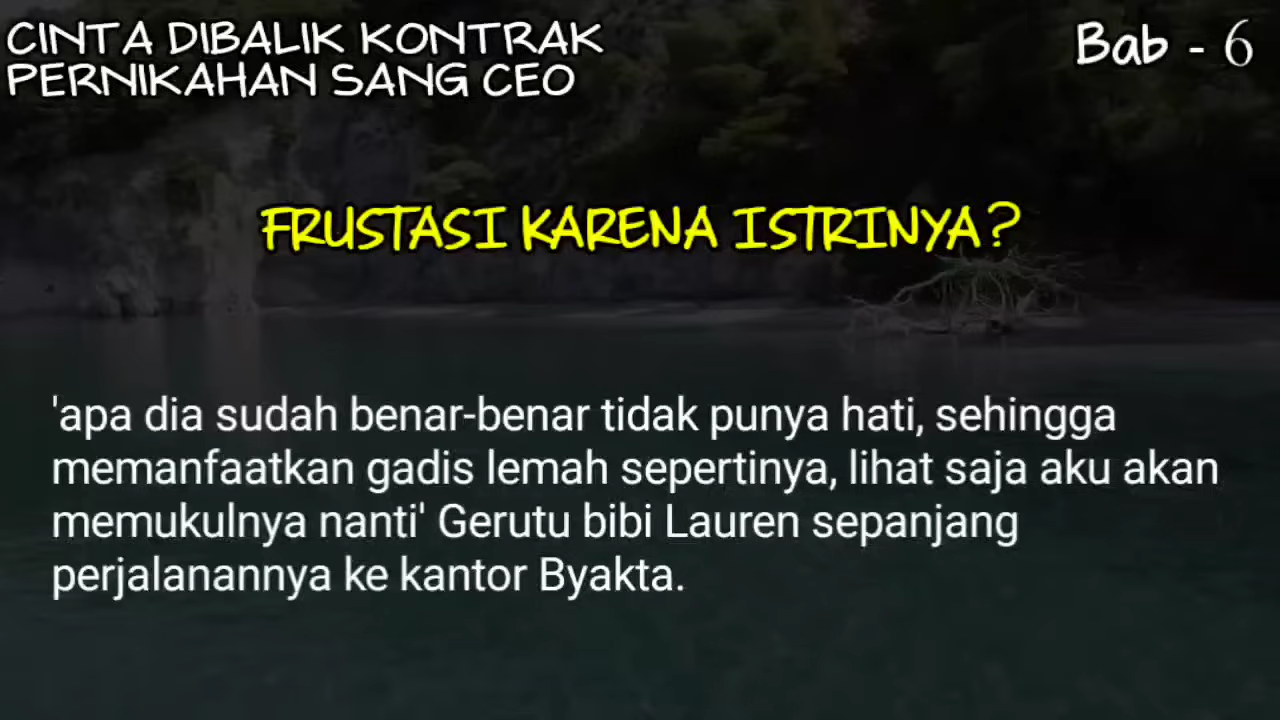 CINTA DIBALIK KONTRAK
PERNIKAHAN SANG CEO
Bab - 6
FRUSTASI KARENA ISTRINYA?
'apa dia sudah benar-benar tidak punya hati, sehingga
memanfaatkan gadis lemah sepertinya, lihat saja aku akan
memukulnya nanti' Gerutu bibi Lauren sepanjang
perjalanannya ke kantor Byakta.